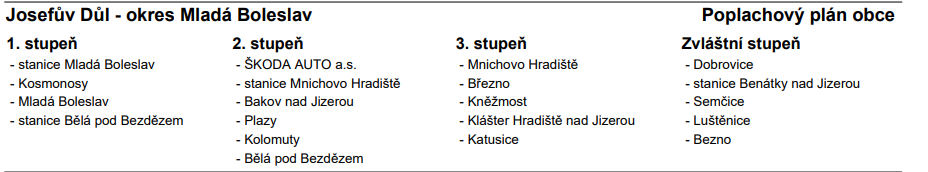 Josefův Důl - okres Mladá Boleslav
Poplachový plán obce
1. stupeň
- stanice Mladá Boleslav
- Kosmonosy
- Mladá Boleslav
- stanice Bělá pod Bezdězem
2. stupeň
- ŠKODA AUTO a.s.
- stanice Mnichovo Hradiště
- Bakov nad Jizerou
- Plazy
- Kolomuty
- Bělá pod Bezdězem
3. stupeň
- Mnichovo Hradiště
- Březno
- Kněžmost
- Klášter Hradiště nad Jizerou
- Katusice
Zvláštní stupeň
- Dobrovice
- stanice Benátky nad Jizerou
- Semčice
- Luštěnice
- Bezno